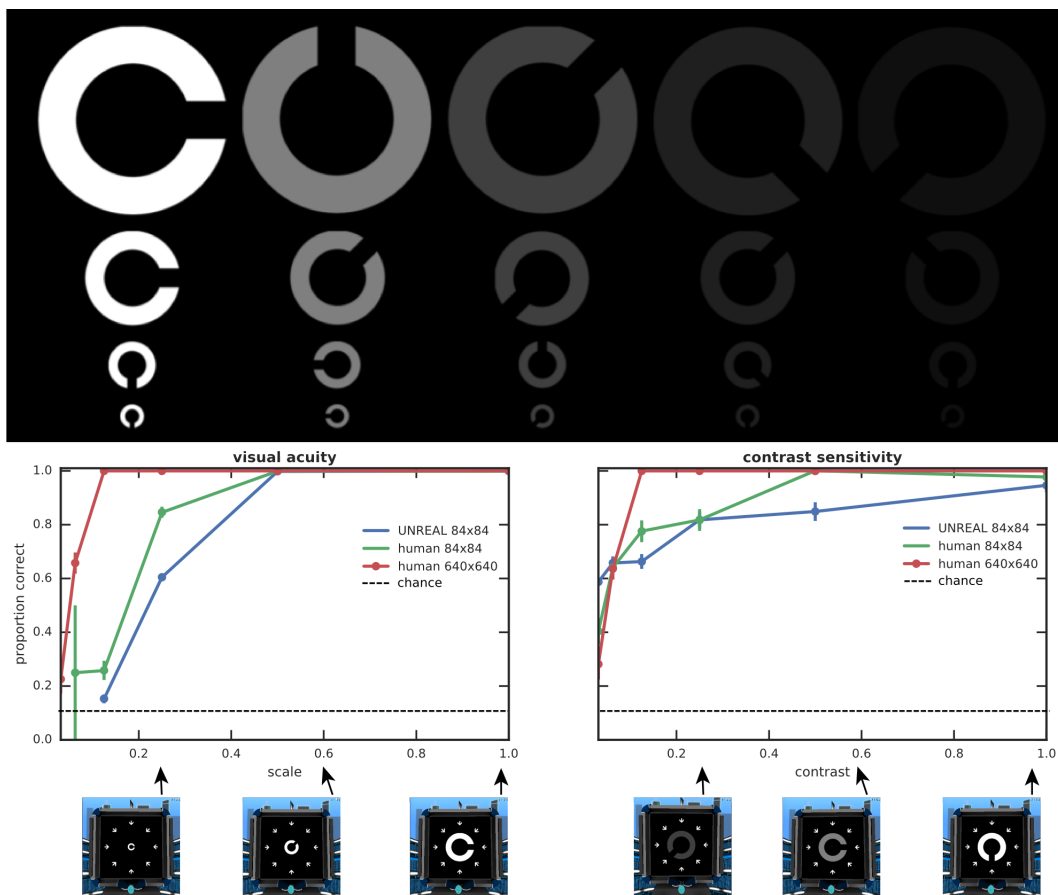 visual acuity
1.0
0.8
0.6
0.4
0.2
0.0
proportion correct
UNREAL 84x84
human 84x84
human 640x640
chance
0.2 0.4 0.6 0.8 1.0
scale
contrast sensitivity
1.0
0.8
0.6
0.4
0.2
0.0
UNREAL 84x84
human 84x84
human 640x640
chance
0.2 0.4 0.6 0.8 1.0
contrast